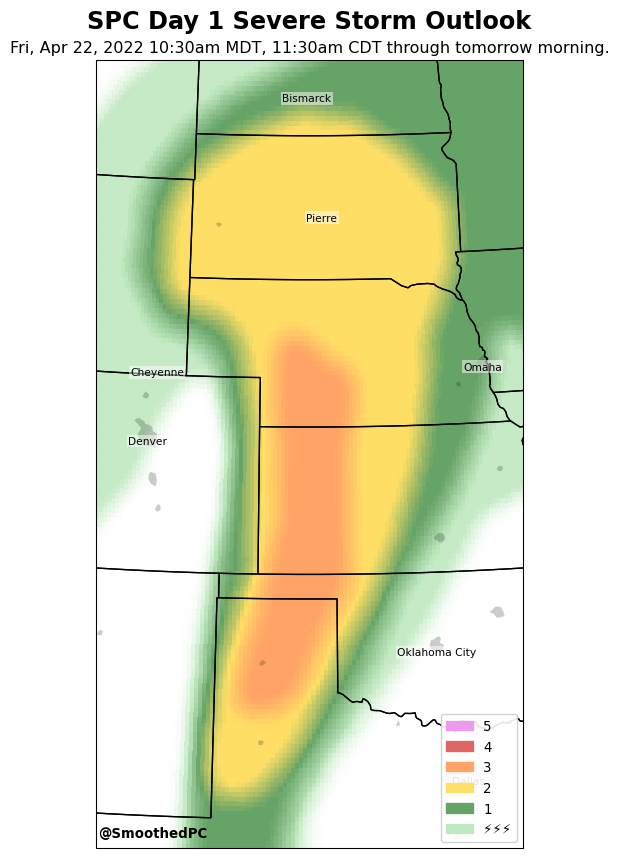 SPC Day 1 Severe Storm Outlook
Fri, Apr 22, 2022 10:30am MDT, 11:30am CDT through tomorrow morning.
Bismarck
Pierre
Cheyenne
Omaha
Denver
Oklahoma City
5
4
3
Dallas
2
1
⚡⚡⚡
@SmoothedPC